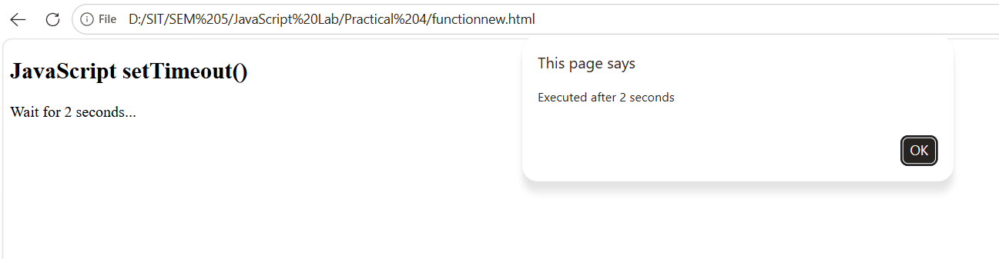 File D:/SIT/SEM%205/JavaScript%20Lab/Practical%204/functionnew.html
JavaScript setTimeout()
Wait for 2 seconds...
This page says
Executed after 2 seconds
OK